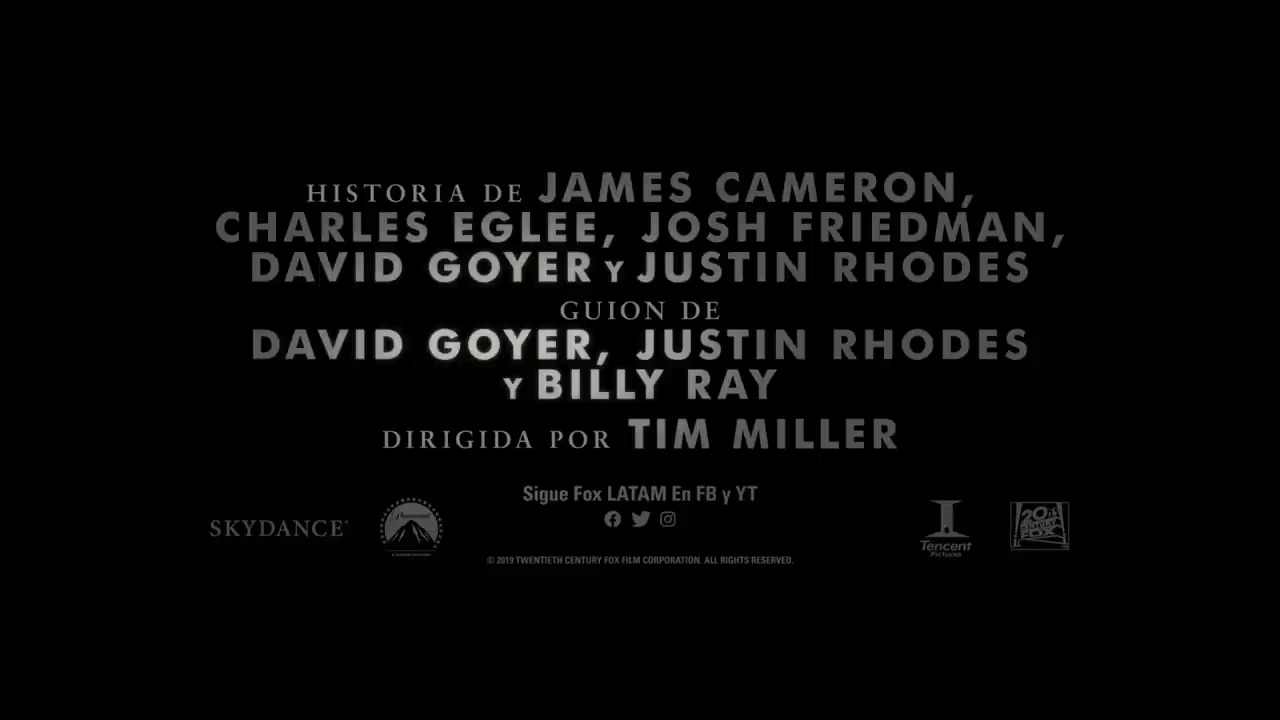 HISTORIA DE JAMES CAMERON,
CHARLES EGLEE, JOSH FRIEDMAN,
DAVID GOYER Y JUSTIN RHODES
GUION DE
DAVID GOYER, JUSTIN RHODES
Y BILLY RAY
DIRIGIDA POR TIM MILLER
Sigue Fox LATAM En FB y YT
SKYDANCE
Paramount
Tencent
Pictures
20th
CENTURY
FOX
© 2019 TWENTIETH CENTURY FOX FILM CORPORATION. ALL RIGHTS RESERVED.